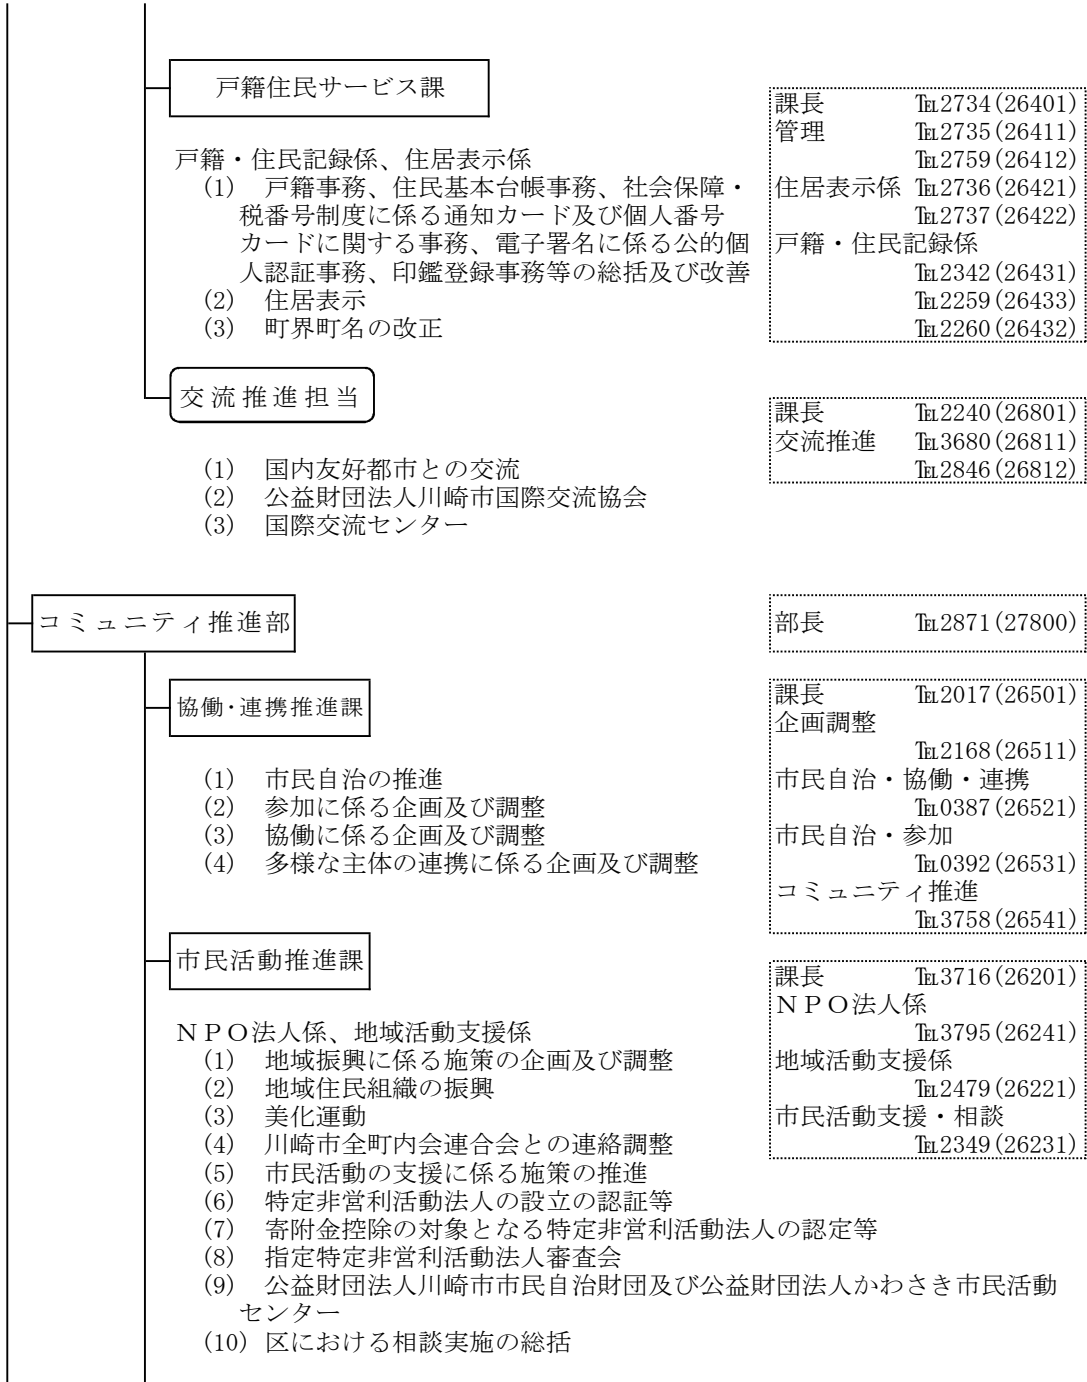 戸籍住民サービス課
課長 ℡2734(26401)
管理 ℡2735(26411)
℡2759(26412)
住居表示係 ℡2736(26421)
℡2737(26422)
戸籍・住民記録係
℡2342(26431)
℡2259(26433)
℡2260(26432)
戸籍・住民記録係、住居表示係
(1) 戸籍事務、住民基本台帳事務、社会保障・
税番号制度に係る通知カード及び個人番号
カードに関する事務、電子署名に係る公的個
人認証事務、印鑑登録事務等の総括及び改善
(2) 住居表示
(3) 町界町名の改正
交流推進担当
課長 ℡2240(26801)
交流推進 ℡3680(26811)
℡2846(26812)
(1) 国内友好都市との交流
(2) 公益財団法人川崎市国際交流協会
(3) 国際交流センター
コミュニティ推進部
部長 ℡2871(27800)
協働・連携推進課
課長 ℡2017(26501)
企画調整
℡2168(26511)
市民自治・協働・連携
℡0387(26521)
市民自治・参加
℡0392(26531)
コミュニティ推進
℡3758(26541)
(1) 市民自治の推進
(2) 参加に係る企画及び調整
(3) 協働に係る企画及び調整
(4) 多様な主体の連携に係る企画及び調整
市民活動推進課
課長 ℡3716(26201)
NPO法人係
℡3795(26241)
地域活動支援係
℡2479(26221)
市民活動支援・相談
℡2349(26231)
NPO法人係、地域活動支援係
(1) 地域振興に係る施策の企画及び調整
(2) 地域住民組織の振興
(3) 美化運動
(4) 川崎市全町内会連合会との連絡調整
(5) 市民活動の支援に係る施策の推進
(6) 特定非営利活動法人の設立の認証等
(7) 寄附金控除の対象となる特定非営利活動法人の認定等
(8) 指定特定非営利活動法人審査会
(9) 公益財団法人川崎市市民自治財団及び公益財団法人かわさき市民活動
センター
(10) 区における相談実施の総括